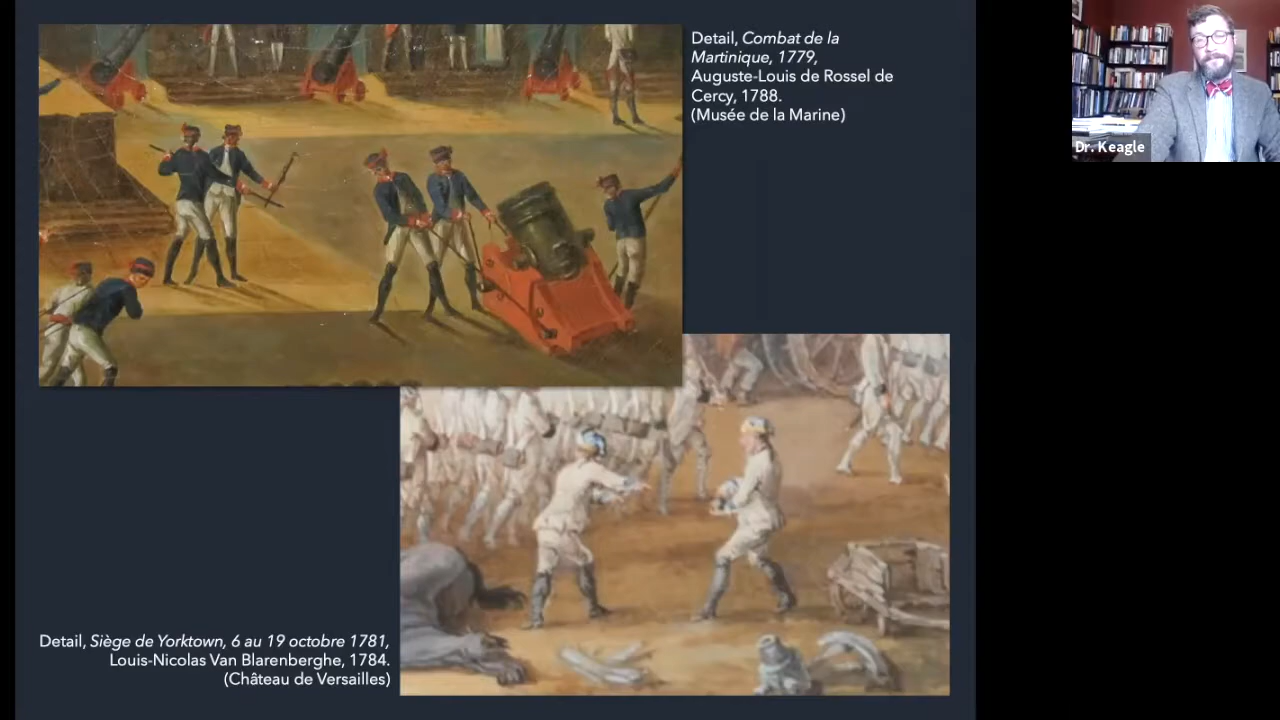 Detail, Combat de la
Martinique, 1779,
Auguste-Louis de Rossel de
Cercy, 1788.
(Musée de la Marine)
Dr. Keagle
Detail, Siège de Yorktown, 6 au 19 octobre 1781,
Louis-Nicolas Van Blarenberghe, 1784.
(Château de Versailles)